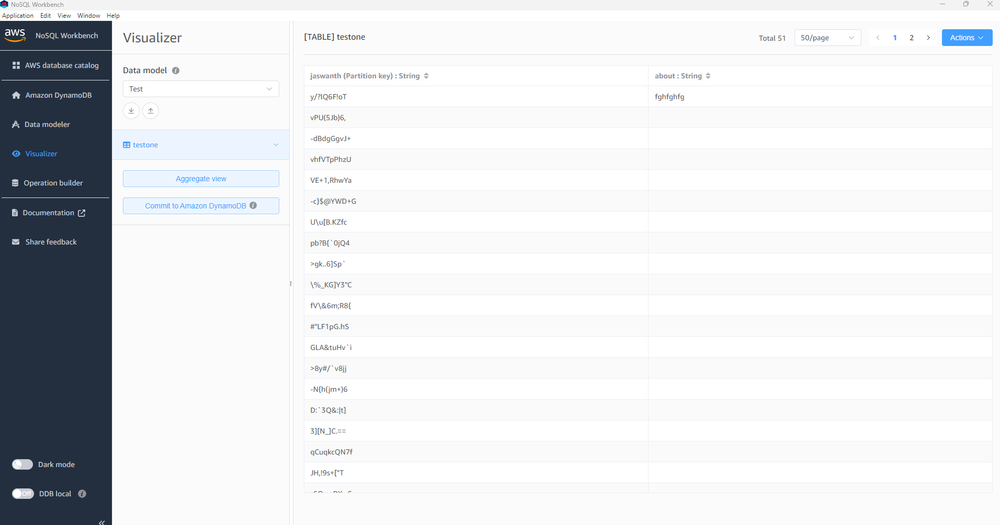 NoSQL Workbench
Application Edit View Window Help
aws NoSQL Workbench
AWS database catalog
Amazon DynamoDB
Data modeler
Visualizer
Operation builder
Documentation
Share feedback
Dark mode
Off DDB local
Visualizer
Data model
Test
testone
Aggregate view
Commit to Amazon DynamoDB
[TABLE] testone
Total 51 50/page 1 2 Actions
jaswanth (Partition key) : String about : String
y/?lQ6F!oT fghfghfg
vPU(5Jb)6,
-dBdgGgvJ+
vhfVTpPhzU
VE+1,RhwYa
-c}$@YWD+G
U\u[B.KZfc
pb?B{`0jQ4
>gk..6]Sp`
\%_KG]Y3"C
fV\&6m;R8{
#"LF1pG.hS
GLA&tuHv`i
>8y#/`v8jj
-N{h(jm+)6
D:`3Q&:|t]
3][N_]C.==
qCuqkcQN7f
JH,!9s+["T